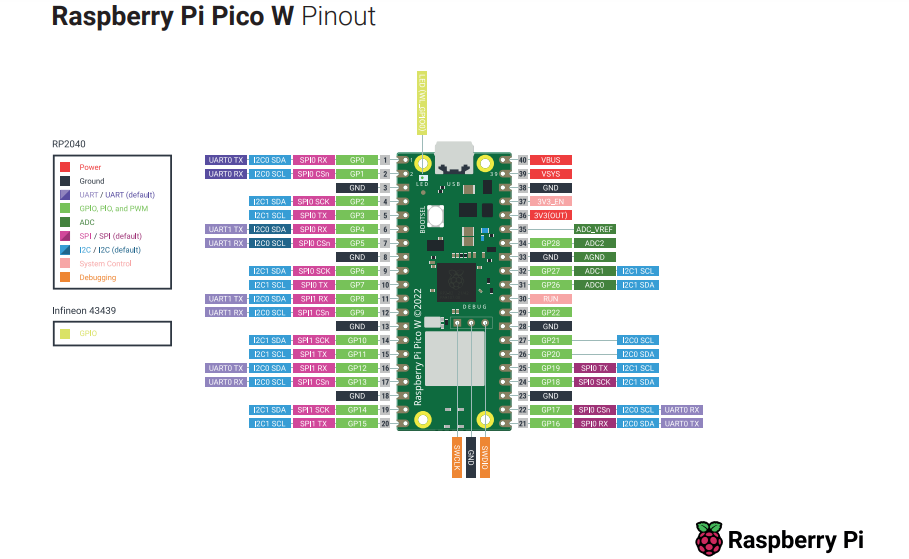 Raspberry Pi Pico W Pinout
LED (WL_GPIO0)
RP2040
Power
Ground
UART / UART (default)
GPIO, PIO, and PWM
ADC
SPI / SPI (default)
I2C / I2C (default)
System Control
Debugging
Infineon 43439
GPIO
UART0 TX I2C0 SDA SPI0 RX GP0 1
UART0 RX I2C0 SCL SPI0 CSn GP1 2
GND 3
I2C1 SDA SPI0 SCK GP2 4
I2C1 SCL SPI0 TX GP3 5
UART1 TX I2C0 SDA SPI0 RX GP4 6
UART1 RX I2C0 SCL SPI0 CSn GP5 7
GND 8
I2C1 SDA SPI0 SCK GP6 9
I2C1 SCL SPI0 TX GP7 10
UART1 TX I2C0 SDA SPI1 RX GP8 11
UART1 RX I2C0 SCL SPI1 CSn GP9 12
GND 13
I2C1 SDA SPI1 SCK GP10 14
I2C1 SCL SPI1 TX GP11 15
UART0 TX I2C0 SDA SPI1 RX GP12 16
UART0 RX I2C0 SCL SPI1 CSn GP13 17
GND 18
I2C1 SDA SPI1 SCK GP14 19
I2C1 SCL SPI1 TX GP15 20
1
2
39
LED
USB
BOOTSEL
DEBUG
Raspberry Pi Pico W ©2022
40 VBUS
39 VSYS
38 GND
37 3V3_EN
36 3V3(OUT)
35 ADC_VREF
34 GP28 ADC2
33 GND AGND
32 GP27 ADC1 I2C1 SCL
31 GP26 ADC0 I2C1 SDA
30 RUN
29 GP22
28 GND
27 GP21 I2C0 SCL
26 GP20 I2C0 SDA
25 GP19 SPI0 TX I2C1 SCL
24 GP18 SPI0 SCK I2C1 SDA
23 GND
22 GP17 SPI0 CSn I2C0 SCL UART0 RX
21 GP16 SPI0 RX I2C0 SDA UART0 TX
SWCLK
GND
SWDIO
Raspberry Pi